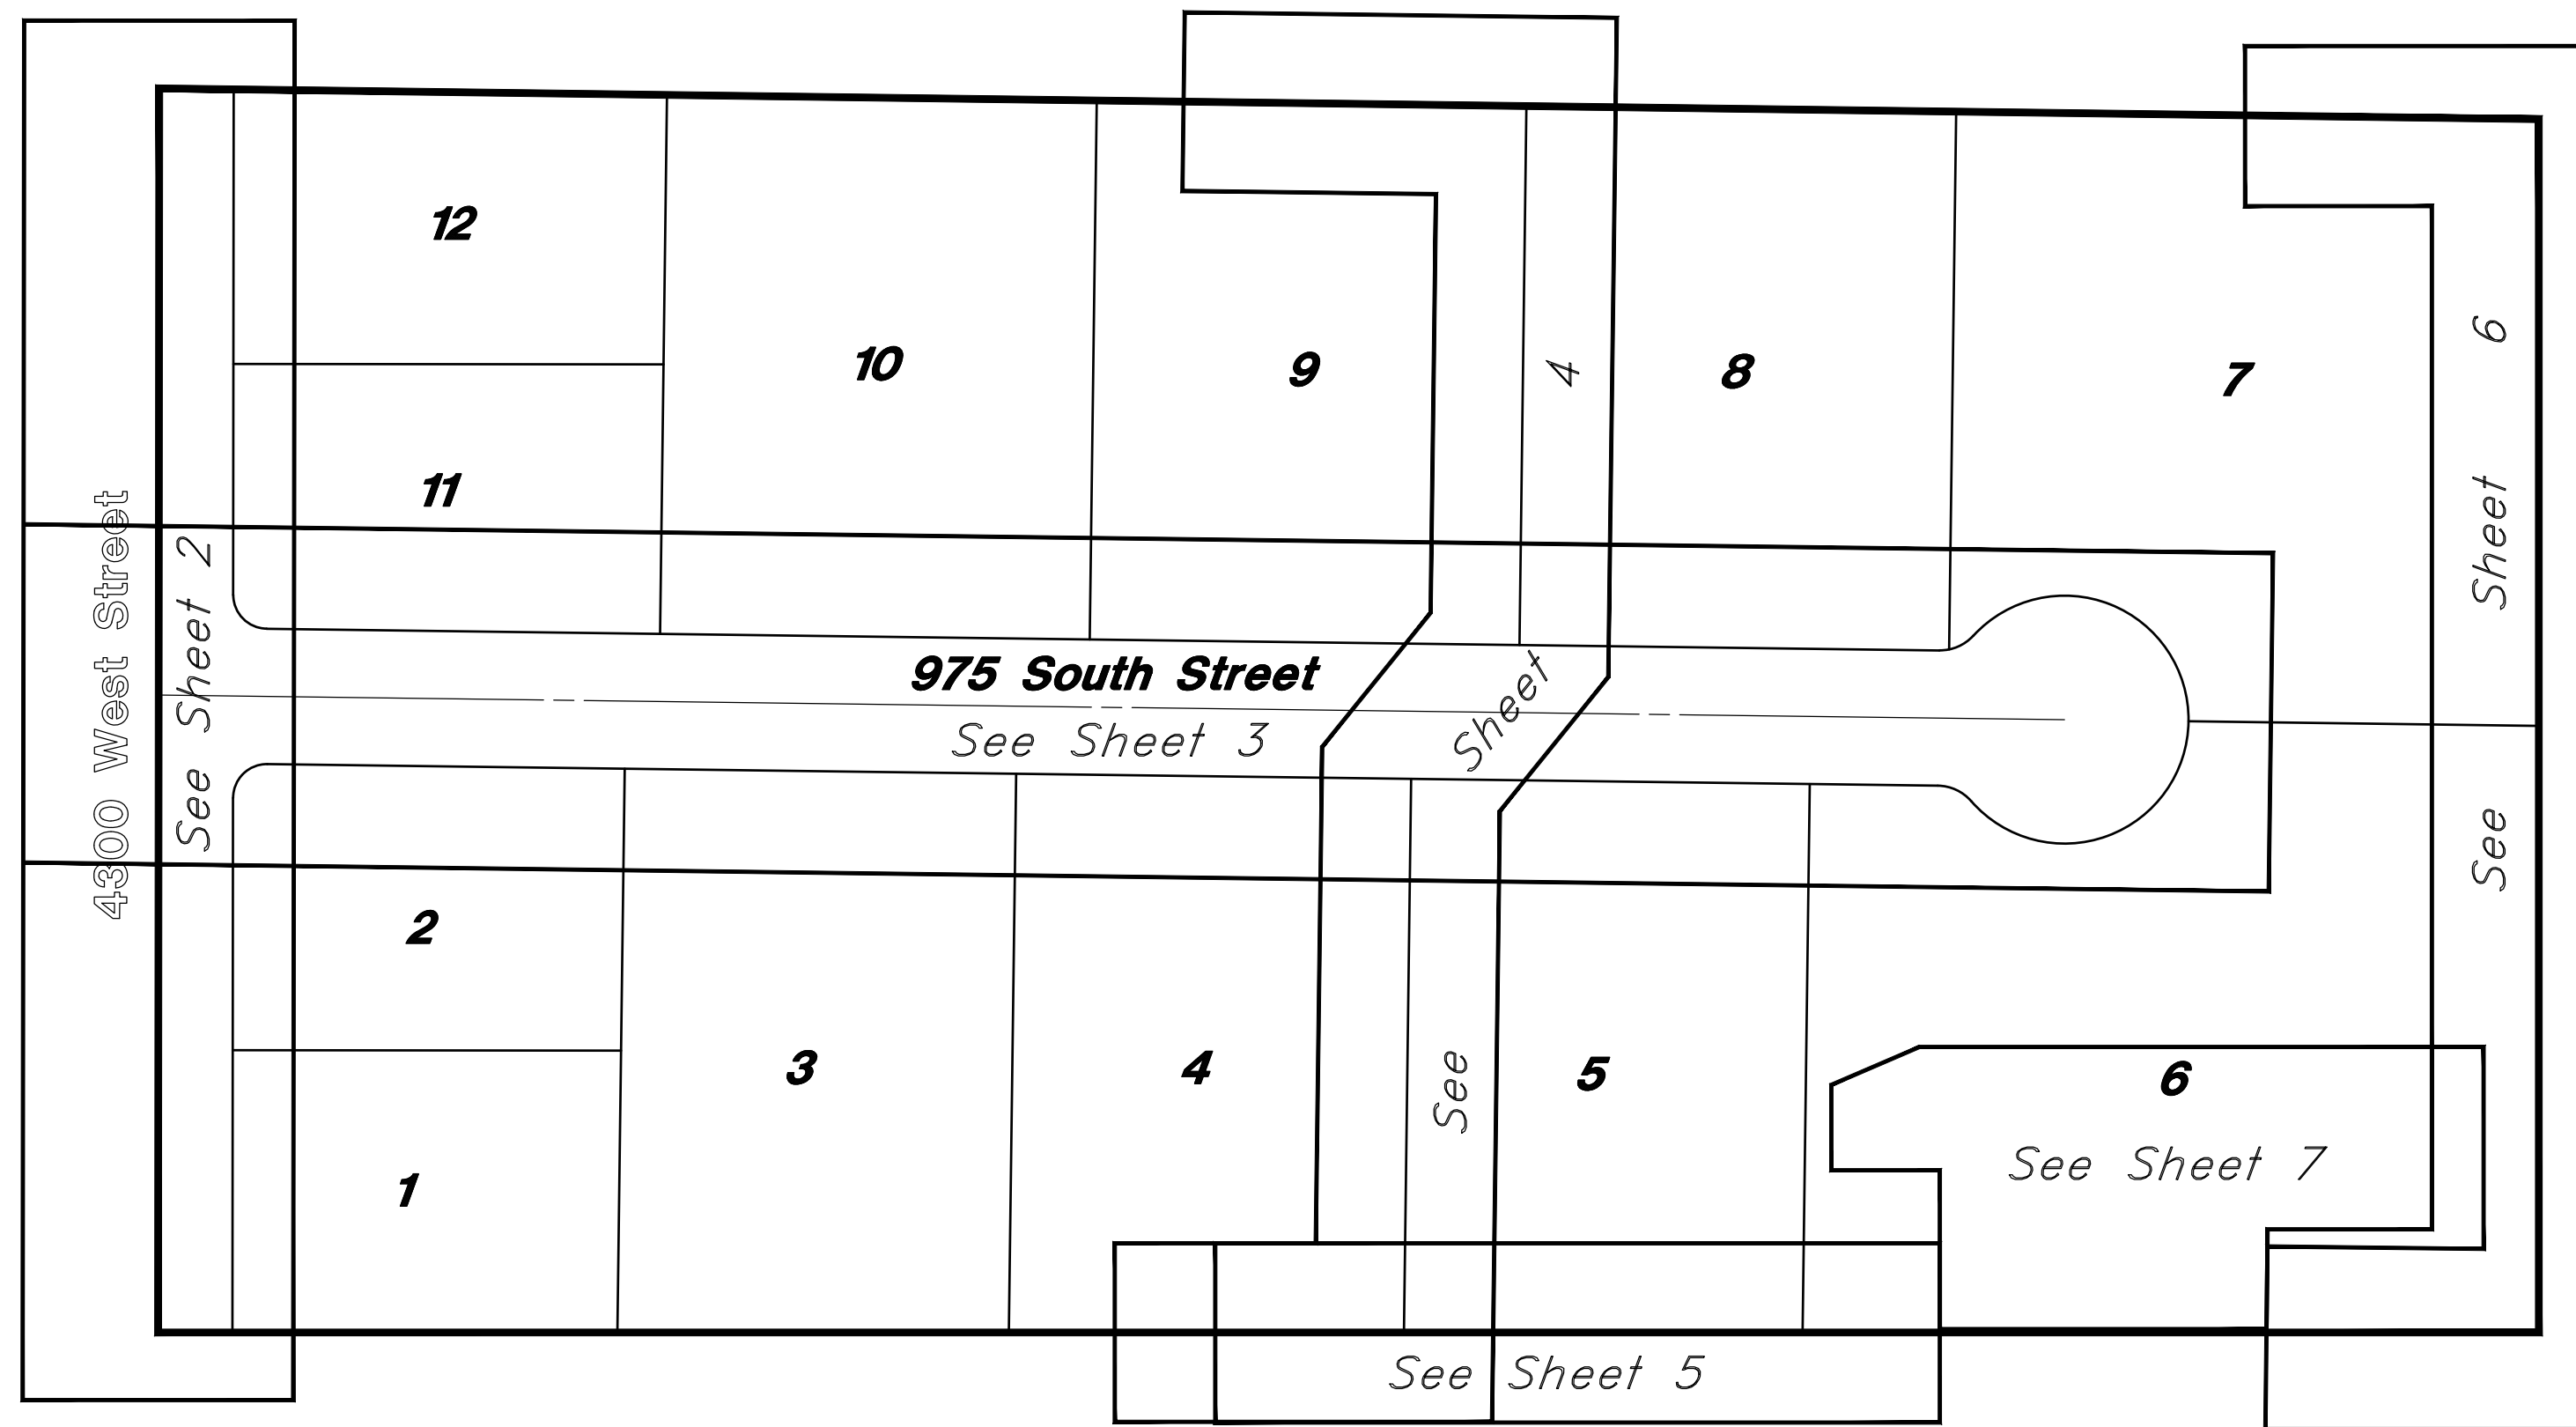 12
10
9
4
8
7
See Sheet 6
11
4300 West Street
See Sheet 2
975 South Street
See Sheet 3
See Sheet
2
3
4
5
6
See Sheet 7
1
See Sheet 5